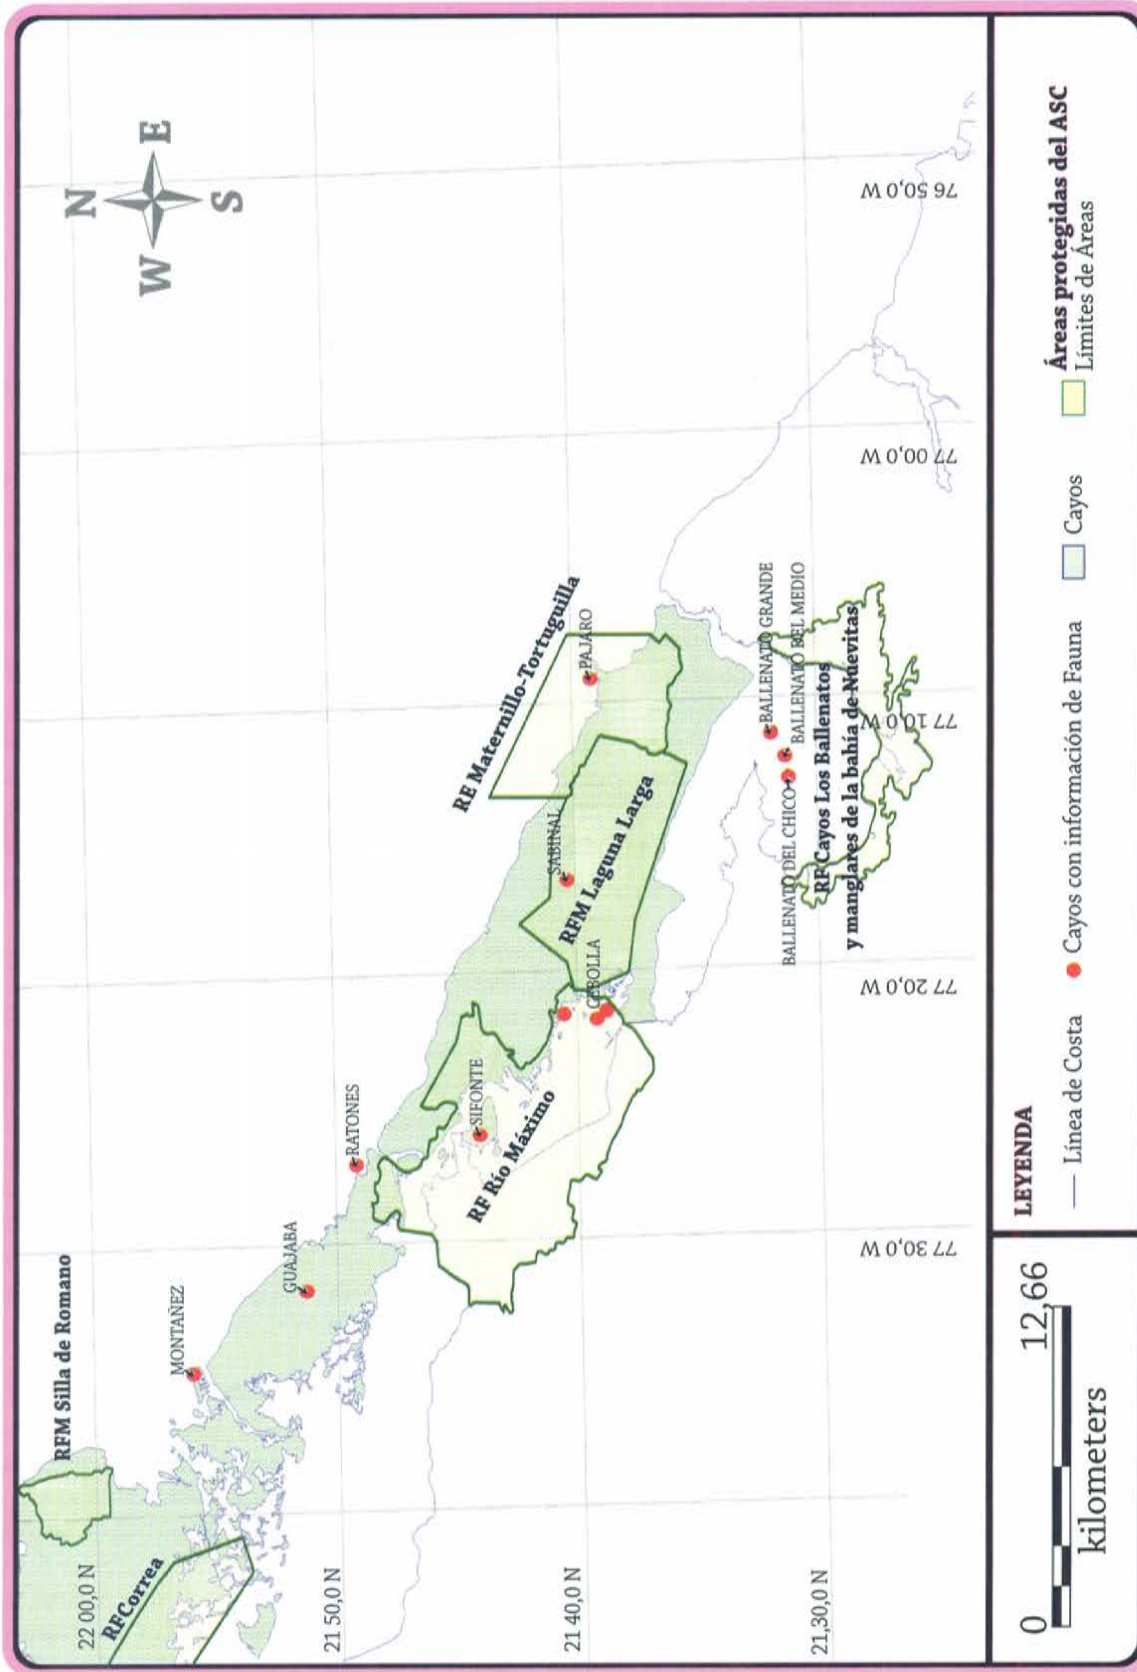 N
W E
S
RFM Silla de Romano
RFCorrea
MONTAÑEZ
GUAJABA
RATONES
SIFONTE
RF Río Máximo
CEBOLLA
SABINAL
RFM Laguna Larga
RE Maternillo-Tortuguilla
PAJARO
BALLENATO GRANDE
BALLENATO DEL MEDIO
BALLENATO DEL CHICO
RF Cayos Los Ballenatos
y manglares de la bahía de Nuevitas
22 00,0 N
21 50,0 N
21 40,0 N
21,30,0 N
77 30,0 W
77 20,0 W
77 10,0 W
77 00,0 W
76 50,0 W
0 12,66
kilometers
LEYENDA
Línea de Costa
Cayos con información de Fauna
Cayos
Áreas protegidas del ASC
Límites de Áreas